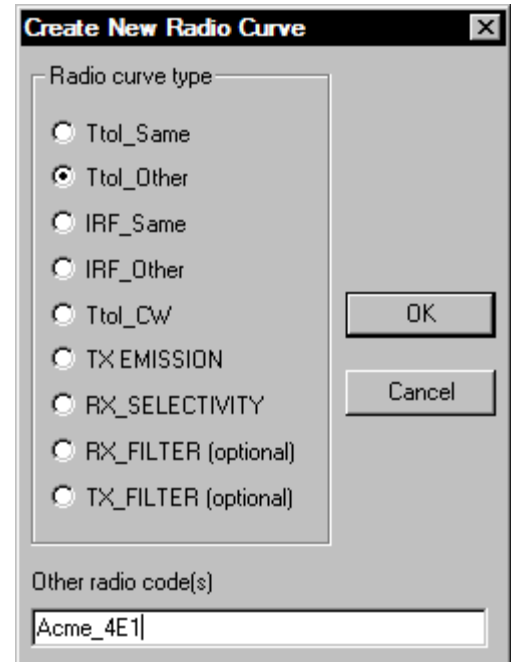 Create New Radio Curve
Radio curve type
Ttol_Same
Ttol_Other
IRF_Same
IRF_Other
Ttol_CW
TX EMISSION
RX_SELECTIVITY
RX_FILTER (optional)
TX_FILTER (optional)
OK
Cancel
Other radio code(s)
Acme_4E1